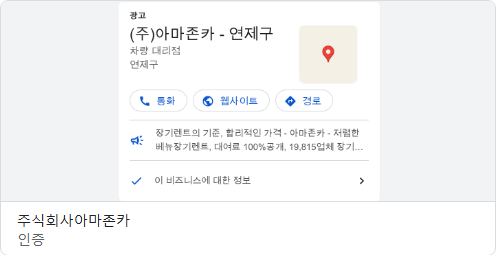 광고
(주)아마존카 - 연제구
차량 대리점
연제구
통화
웹사이트
경로
장기렌트의 기준, 합리적인 가격 - 아마존카 - 저렴한
베뉴장기렌트, 대여료 100%공개, 19,815업체 장기...
이 비즈니스에 대한 정보
주식회사아마존카
인증